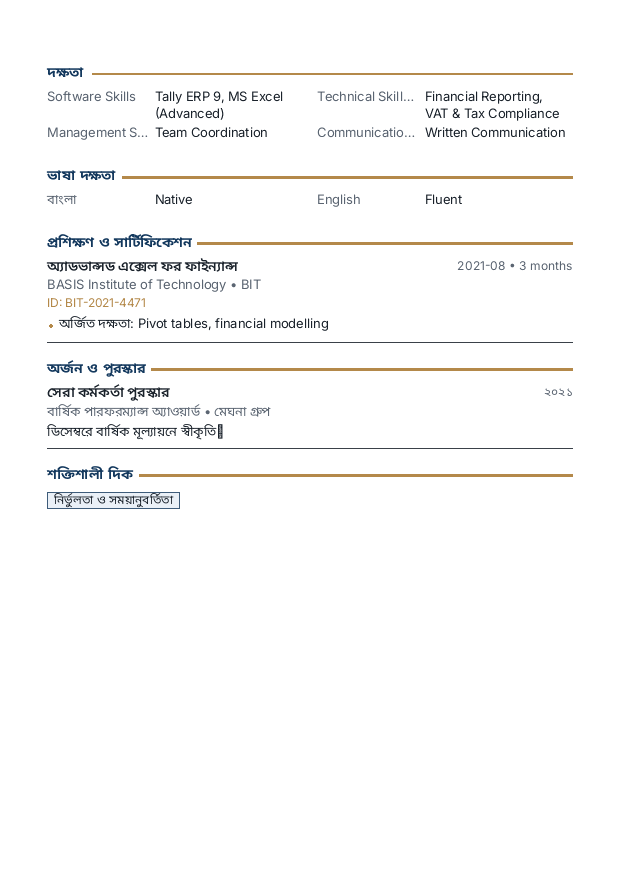 দক্ষতা
Software Skills Tally ERP 9, MS Excel Technical Skill... Financial Reporting,
(Advanced) VAT & Tax Compliance
Management S... Team Coordination Communicatio... Written Communication
ভাষা দক্ষতা
বাংলা Native English Fluent
প্রশিক্ষণ ও সার্টিফিকেশন
অ্যাডভান্সড এক্সেল ফর ফাইন্যান্স 2021-08 • 3 months
BASIS Institute of Technology • BIT
ID: BIT-2021-4471
• অর্জিত দক্ষতা: Pivot tables, financial modelling
অর্জন ও পুরস্কার
সেরা কর্মকর্তা পুরস্কার ২০২১
বার্ষিক পারফরম্যান্স অ্যাওয়ার্ড • মেঘনা গ্রুপ
ডিসেম্বরে বার্ষিক মূল্যায়নে স্বীকৃতি
শক্তিশালী দিক
নির্ভুলতা ও সময়ানুবর্তিতা